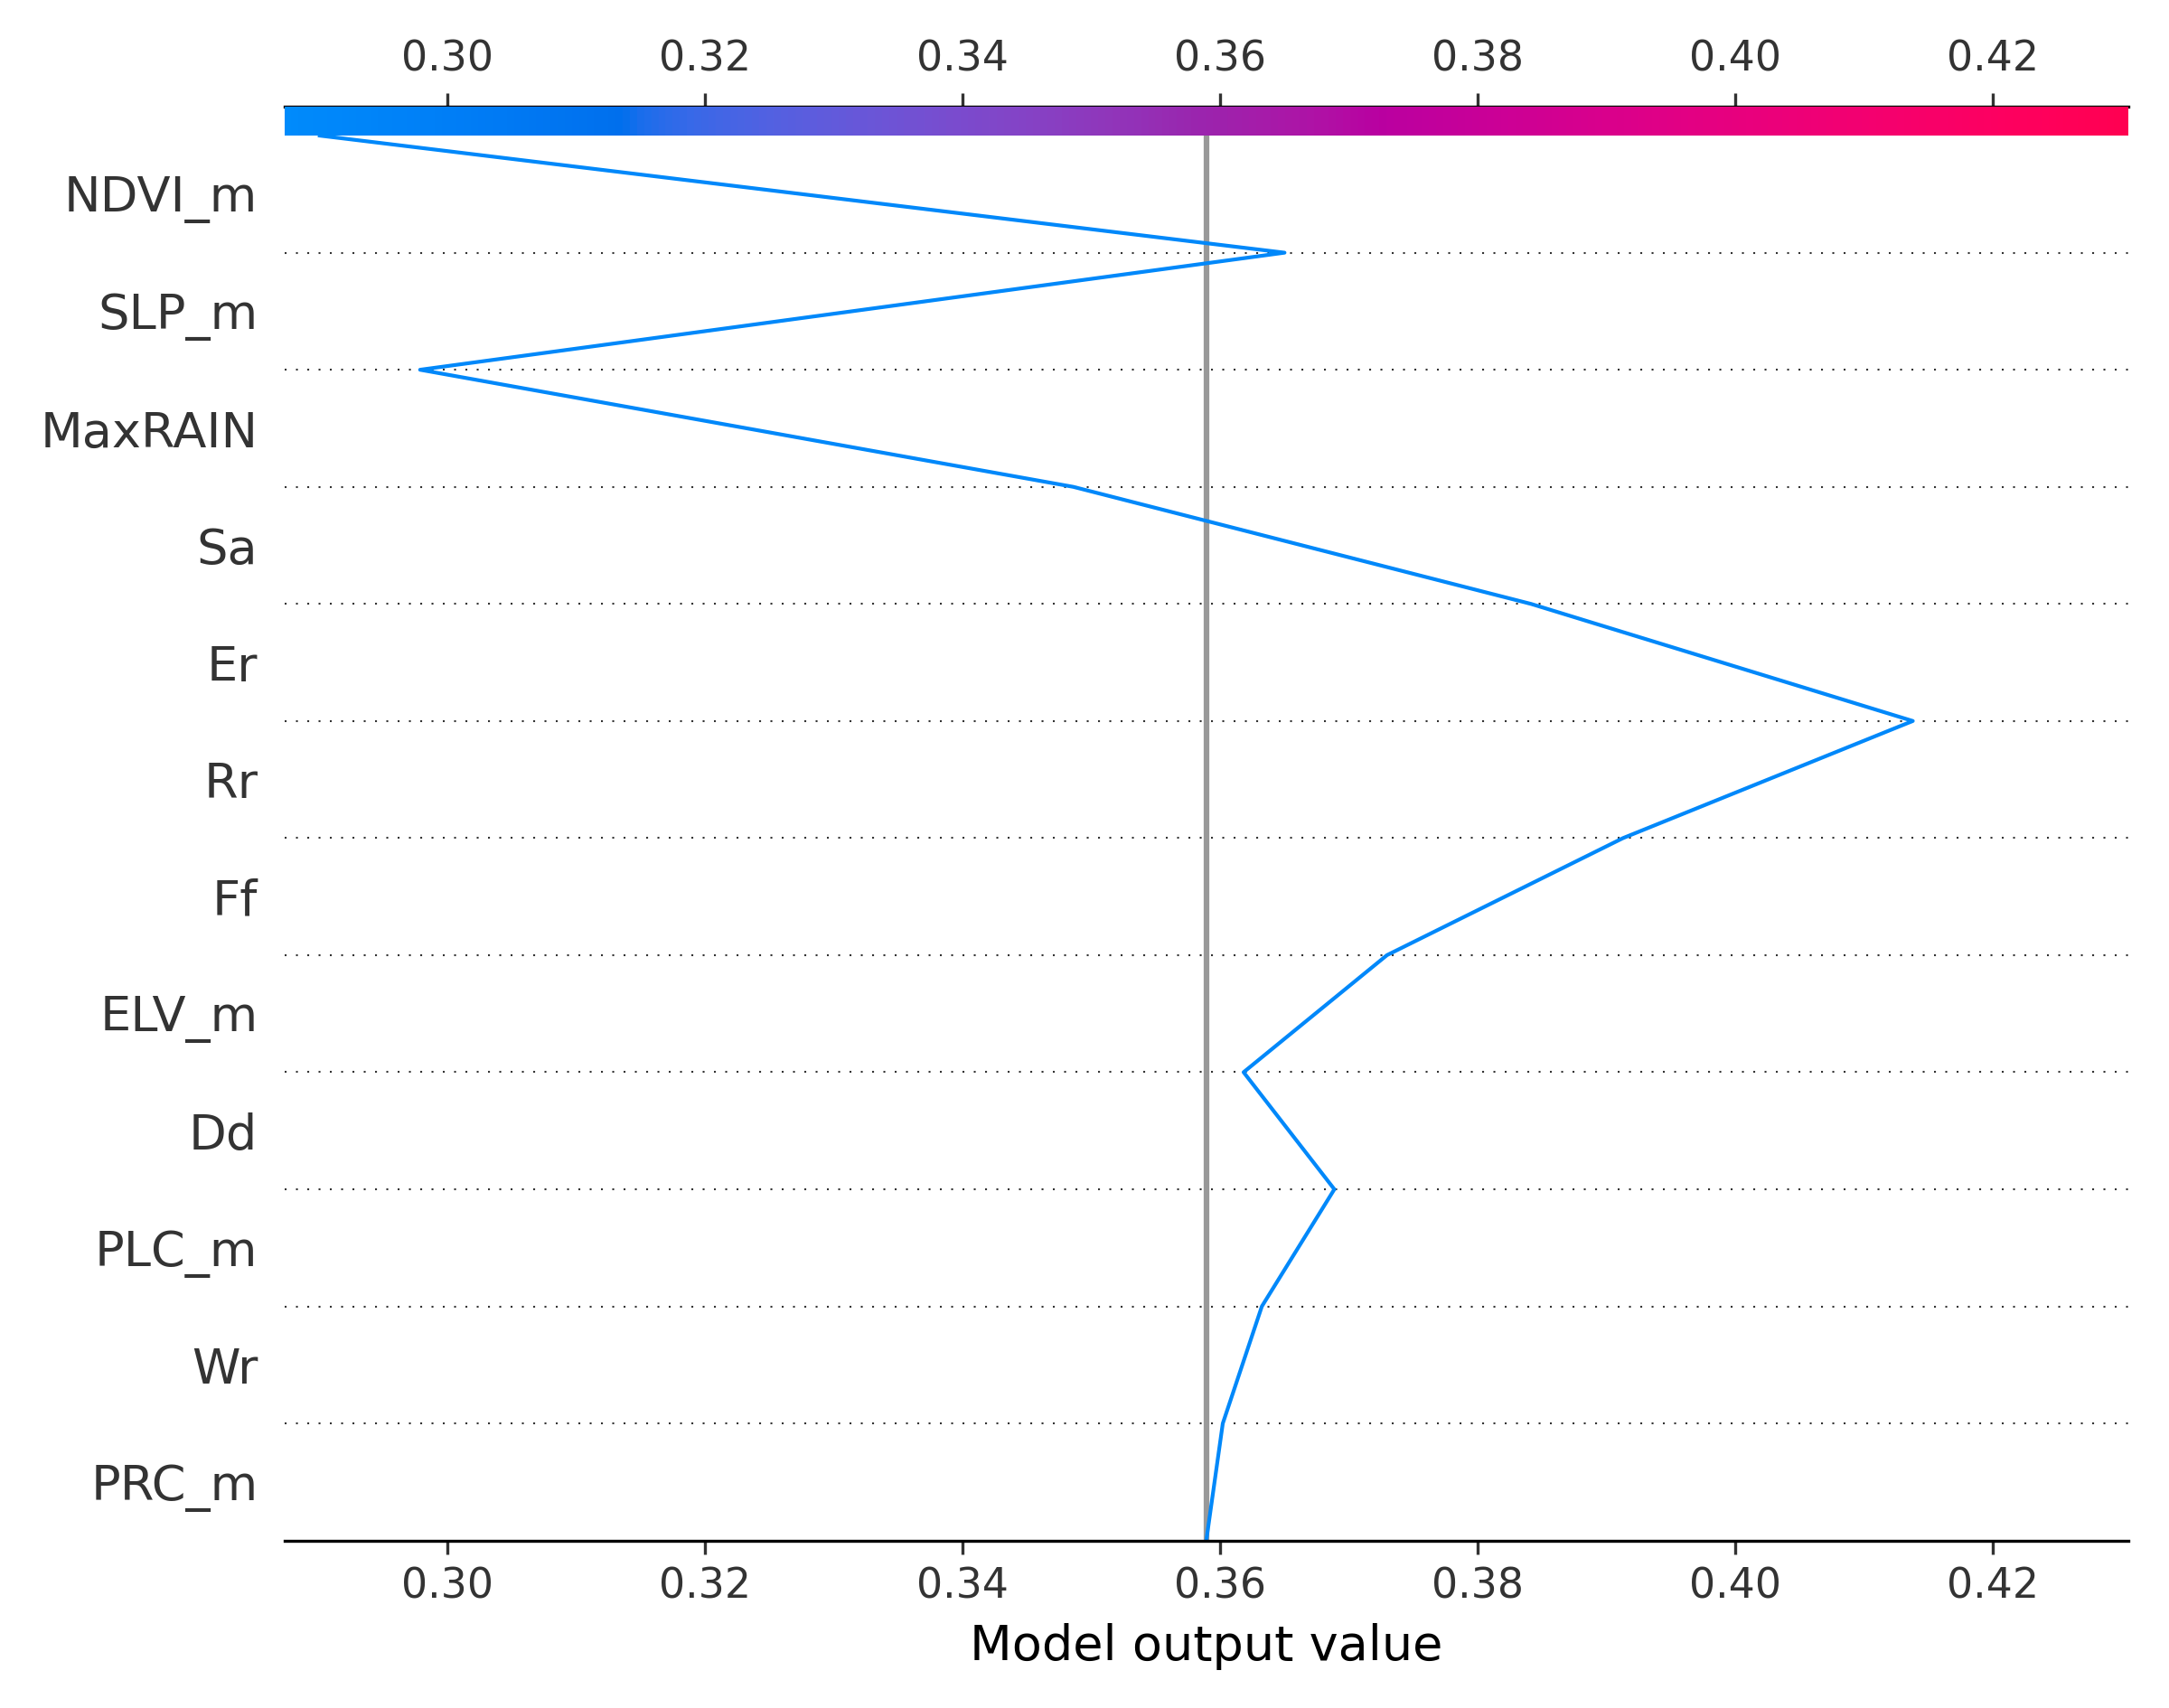 0.30 0.32 0.34 0.36 0.38 0.40 0.42
NDVI_m
SLP_m
MaxRAIN
Sa
Er
Rr
Ff
ELV_m
Dd
PLC_m
Wr
PRC_m
0.30 0.32 0.34 0.36 0.38 0.40 0.42
Model output value